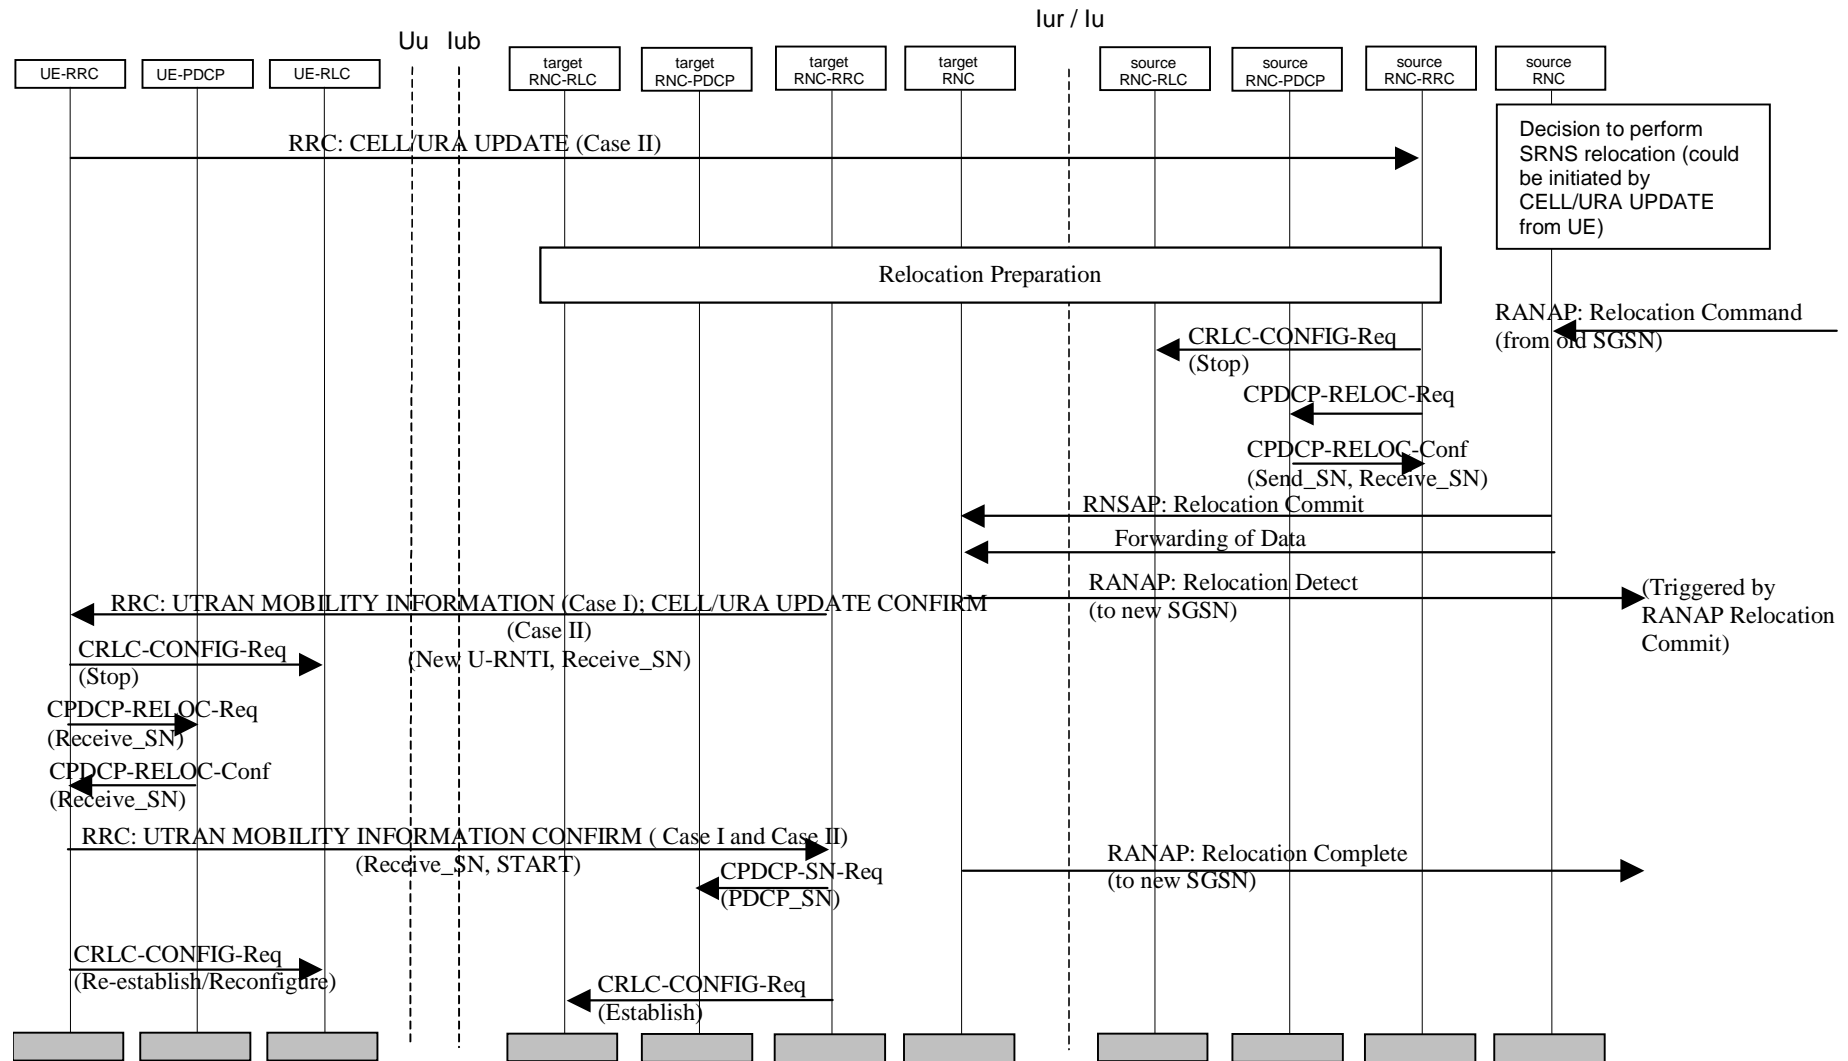 Iur / Iu
Uu Iub
UE-RRC
UE-PDCP
UE-RLC
target
RNC-RLC
target
RNC-PDCP
target
RNC-RRC
target
RNC
source
RNC-RLC
source
RNC-PDCP
source
RNC-RRC
source
RNC
Decision to perform
SRNS relocation (could
be initiated by
CELL/URA UPDATE
from UE)
RRC: CELL/URA UPDATE (Case II)
Relocation Preparation
RANAP: Relocation Command
(from old SGSN)
CRLC-CONFIG-Req
(Stop)
CPDCP-RELOC-Req
CPDCP-RELOC-Conf
(Send_SN, Receive_SN)
RNSAP: Relocation Commit
Forwarding of Data
RANAP: Relocation Detect
(to new SGSN)
(Triggered by
RANAP Relocation
Commit)
RRC: UTRAN MOBILITY INFORMATION (Case I); CELL/URA UPDATE CONFIRM
(Case II)
(New U-RNTI, Receive_SN)
CRLC-CONFIG-Req
(Stop)
CPDCP-RELOC-Req
(Receive_SN)
CPDCP-RELOC-Conf
(Receive_SN)
RRC: UTRAN MOBILITY INFORMATION CONFIRM ( Case I and Case II)
(Receive_SN, START)
RANAP: Relocation Complete
(to new SGSN)
CPDCP-SN-Req
(PDCP_SN)
CRLC-CONFIG-Req
(Re-establish/Reconfigure)
CRLC-CONFIG-Req
(Establish)